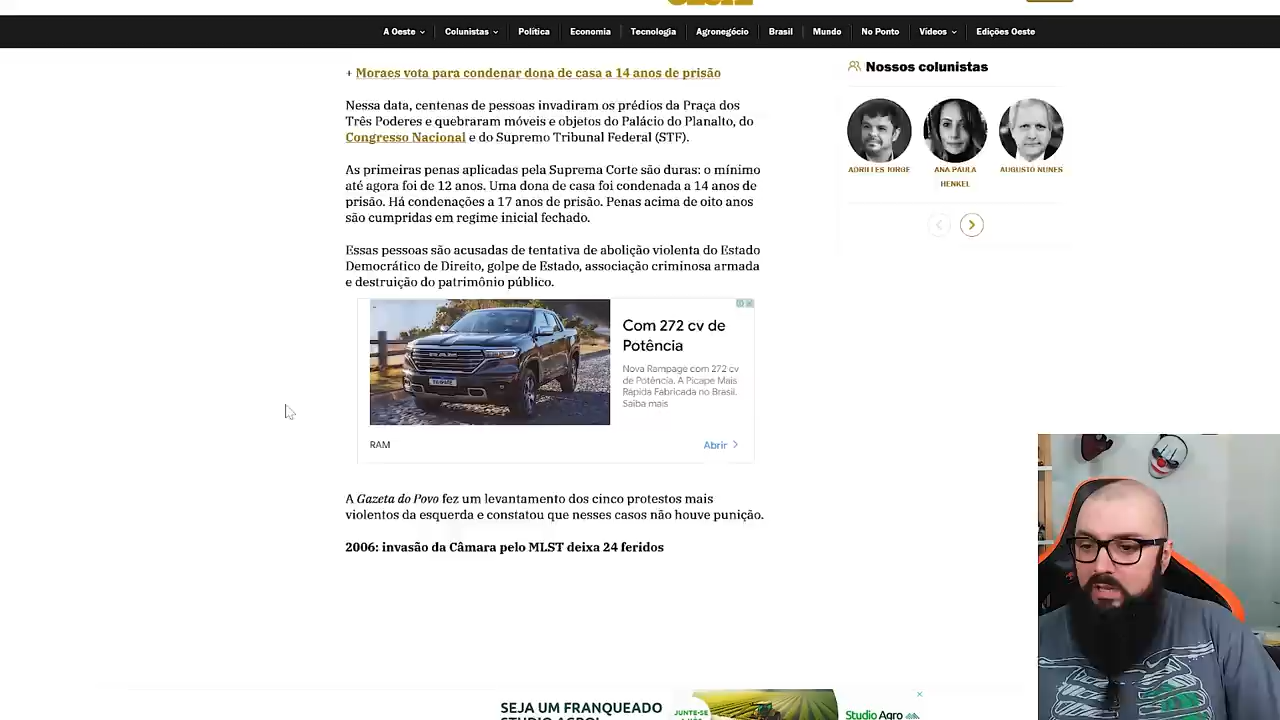 OESTE
A Oeste
Colunistas
Política
Economia
Tecnologia
Agronegócio
Brasil
Mundo
No Ponto
Vídeos
Edições Oeste
+ Moraes vota para condenar dona de casa a 14 anos de prisão
Nessa data, centenas de pessoas invadiram os prédios da Praça dos
Três Poderes e quebraram móveis e objetos do Palácio do Planalto, do
Congresso Nacional e do Supremo Tribunal Federal (STF).
As primeiras penas aplicadas pela Suprema Corte são duras: o mínimo
até agora foi de 12 anos. Uma dona de casa foi condenada a 14 anos de
prisão. Há condenações a 17 anos de prisão. Penas acima de oito anos
são cumpridas em regime inicial fechado.
Essas pessoas são acusadas de tentativa de abolição violenta do Estado
Democrático de Direito, golpe de Estado, associação criminosa armada
e destruição do patrimônio público.
Com 272 cv de
Potência
Nova Rampage com 272 cv
de Potência. A Picape Mais
Rápida Fabricada no Brasil.
Saiba mais
RAM
Abrir
A Gazeta do Povo fez um levantamento dos cinco protestos mais
violentos da esquerda e constatou que nesses casos não houve punição.
2006: invasão da Câmara pelo MLST deixa 24 feridos
Nossos colunistas
ADRILLES JORGE
ANA PAULA
HENKEL
AUGUSTO NUNES
SEJA UM FRANQUEADO
STUDIO AGRO!
JUNTE-SE
Studio Agro